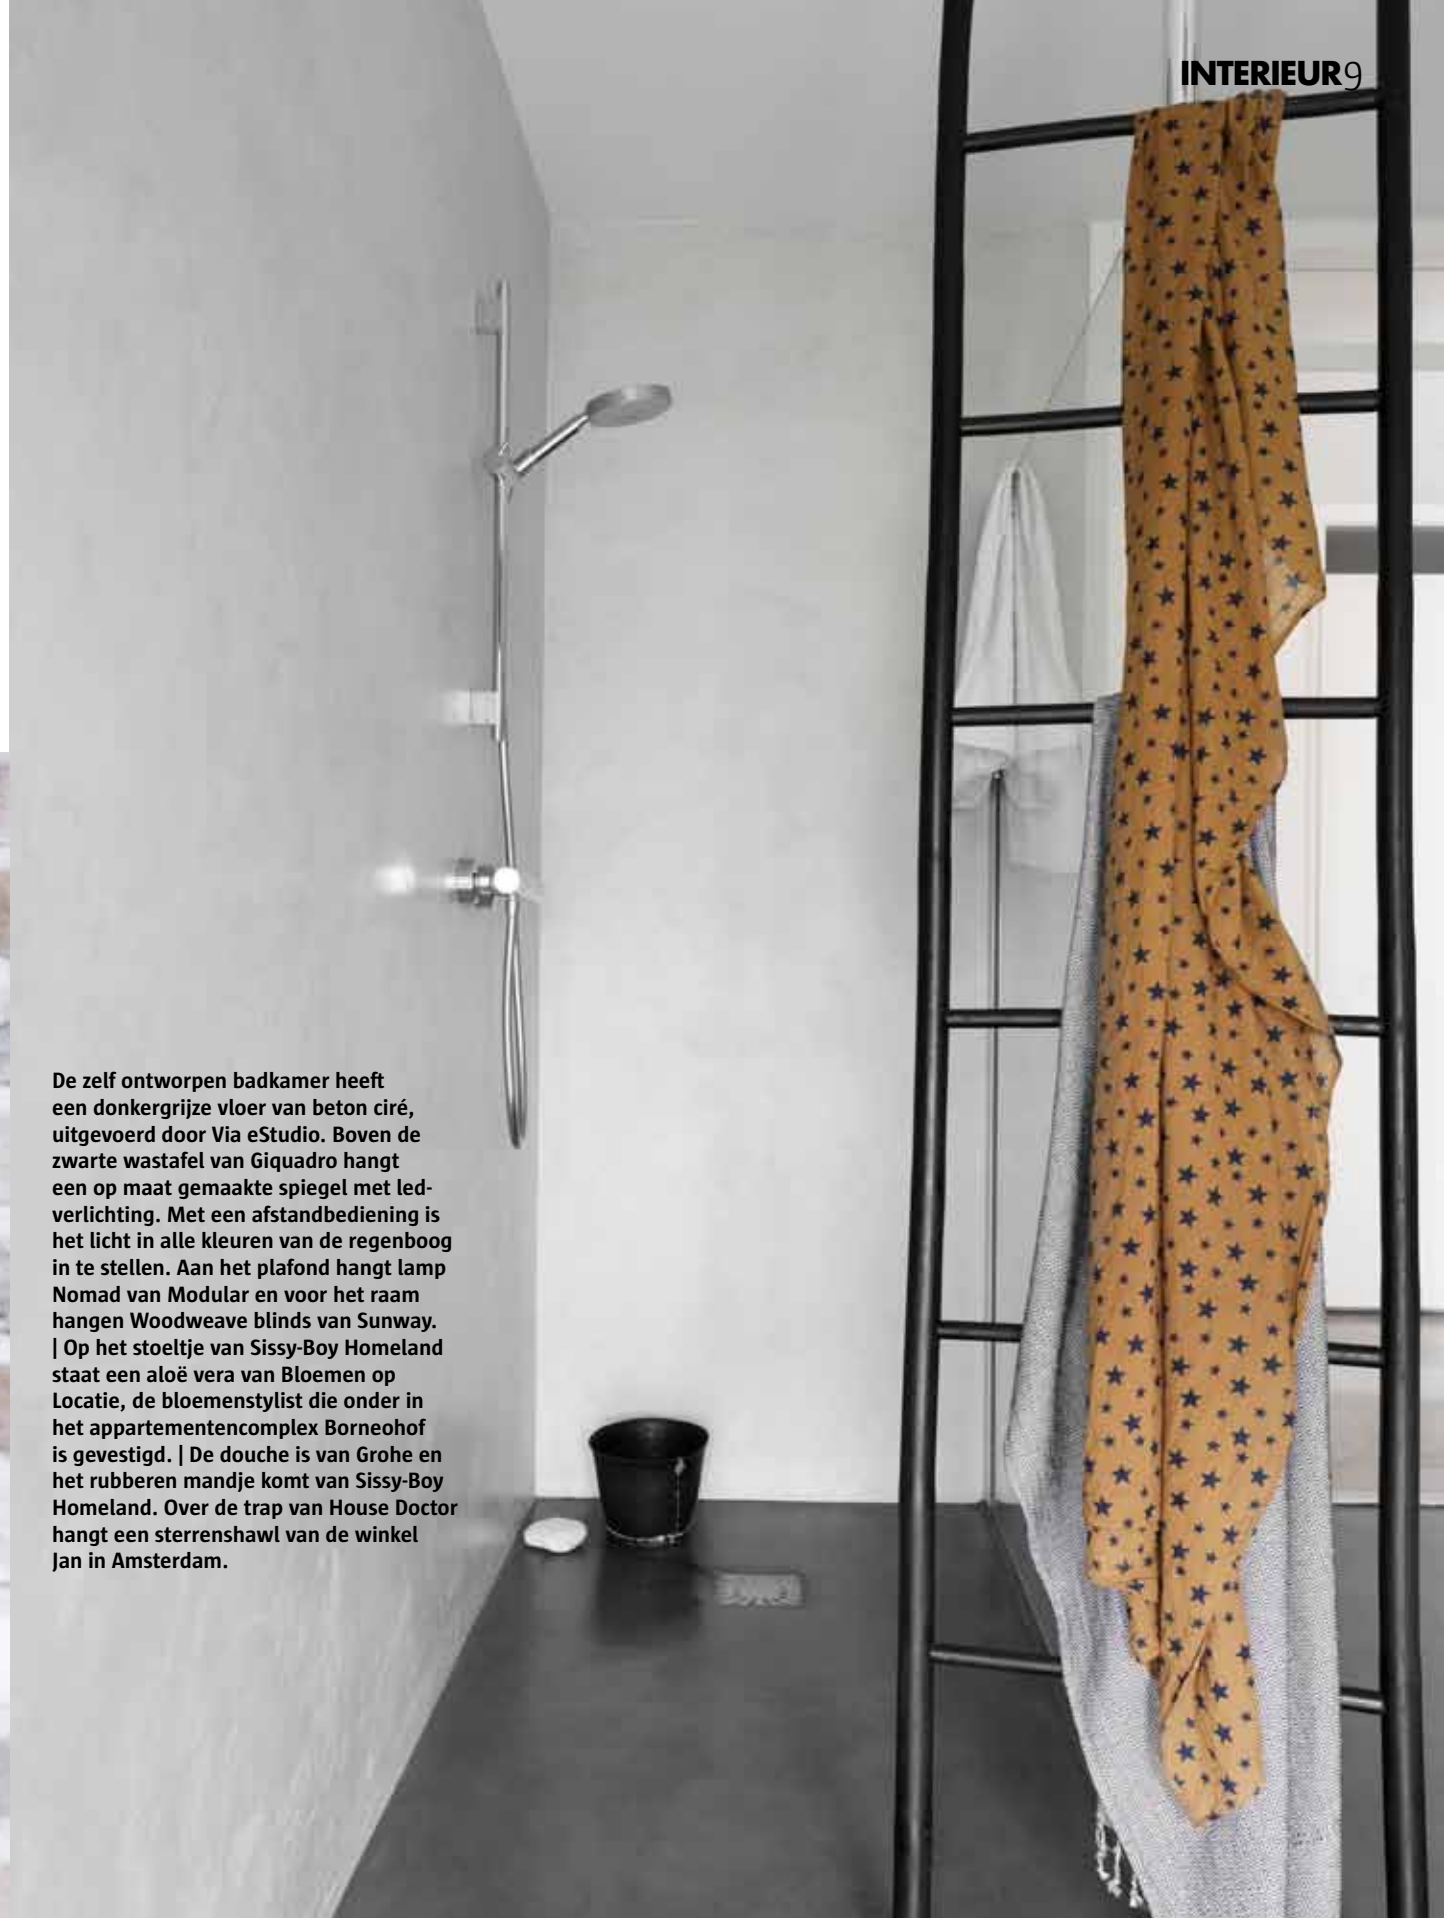 INTERIEUR9
De zelf ontworpen badkamer heeft
een donkergrijze vloer van beton ciré,
uitgevoerd door Via eStudio. Boven de
zwarte wastafel van Giquadro hangt
een op maat gemaakte spiegel met led-
verlichting. Met een afstandbediening is
het licht in alle kleuren van de regenboog
in te stellen. Aan het plafond hangt lamp
Nomad van Modular en voor het raam
hangen Woodweave blinds van Sunway.
| Op het stoeltje van Sissy-Boy Homeland
staat een aloë vera van Bloemen op
Locatie, de bloemenstylist die onder in
het appartementencomplex Borneohof
is gevestigd. | De douche is van Grohe en
het rubberen mandje komt van Sissy-Boy
Homeland. Over de trap van House Doctor
hangt een sterrenshawl van de winkel
Jan in Amsterdam.